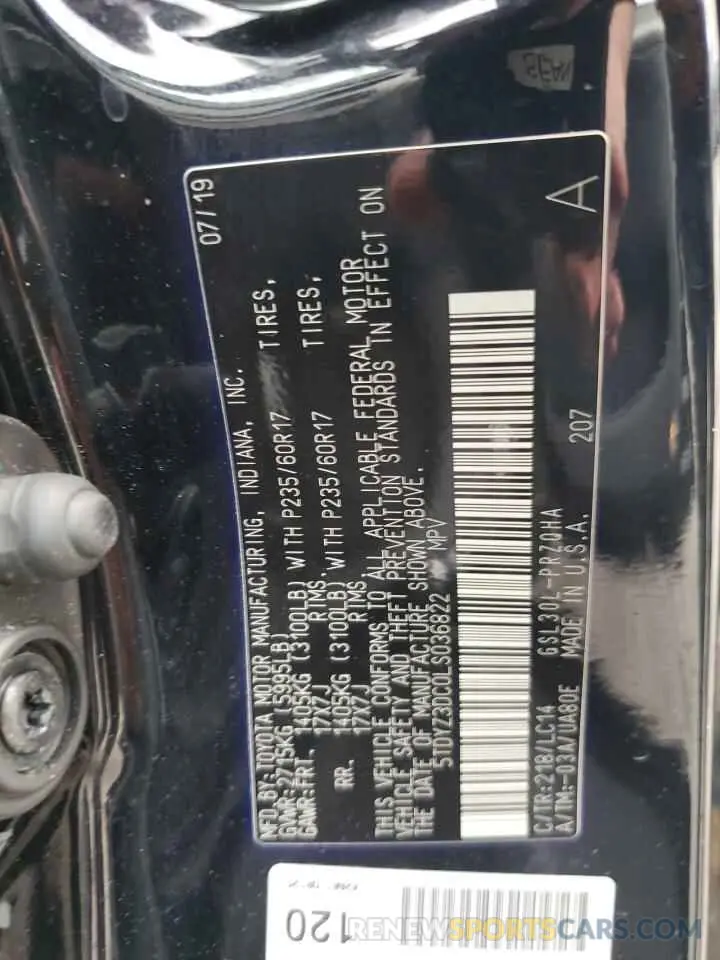 MFD.BY:TOYOTA MOTOR MANUFACTURING, INDIANA, INC. 07/19
GVWR:2715KG (5995LB)
GAWR:FRT. 1405KG (3100LB) WITH P235/60R17 TIRES,
17X7J RIMS,
RR. 1405KG (3100LB) WITH P235/60R17 TIRES,
17X7J RIMS,
THIS VEHICLE CONFORMS TO ALL APPLICABLE FEDERAL MOTOR
VEHICLE SAFETY AND THEFT PREVENTION STANDARDS IN EFFECT ON
THE DATE OF MANUFACTURE SHOWN ABOVE.
5TDYZ3DC0LS036822 MPV
C/TR:218/LC14 GSL30L-PRZQHA
A/TM:-03A/UA80E MADE IN U.S.A. 207
A
120
RENEWSPORTSCARS.COM